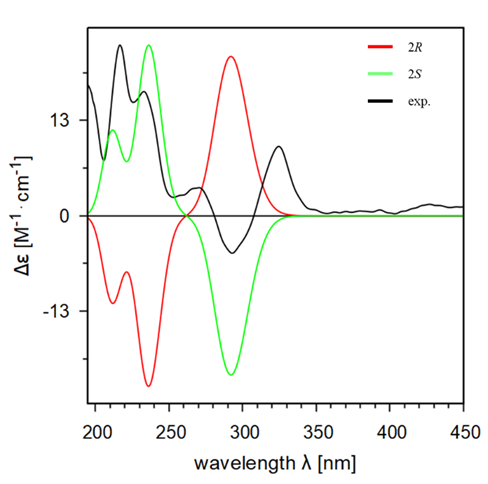 2R
2S
exp.
13
0
-13
Δε [M⁻¹ · cm⁻¹]
200 250 300 350 400 450
wavelength λ [nm]